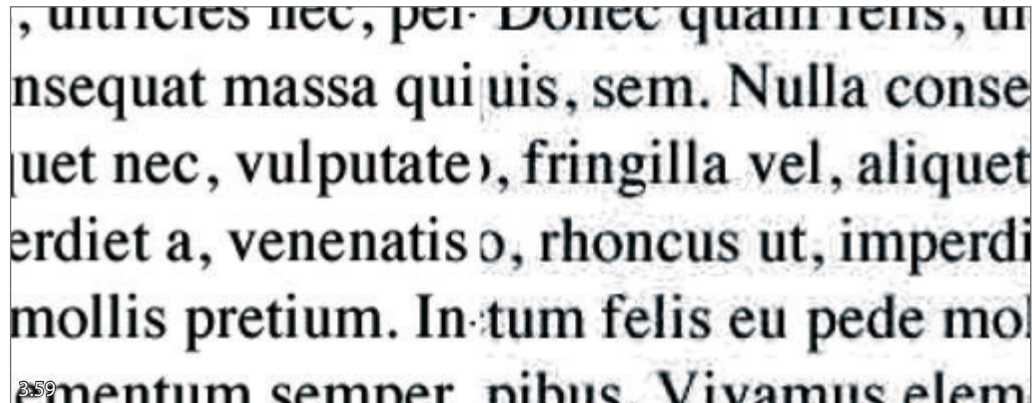 , ultricies nec, pel Donec quam felis, ul
nsequat massa qui uis, sem. Nulla conse
uet nec, vulputate ), fringilla vel, aliquet
erdiet a, venenatis o, rhoncus ut, imperdi
mollis pretium. In tum felis eu pede mol
ementum semper pibus. Vivamus elem
3.59